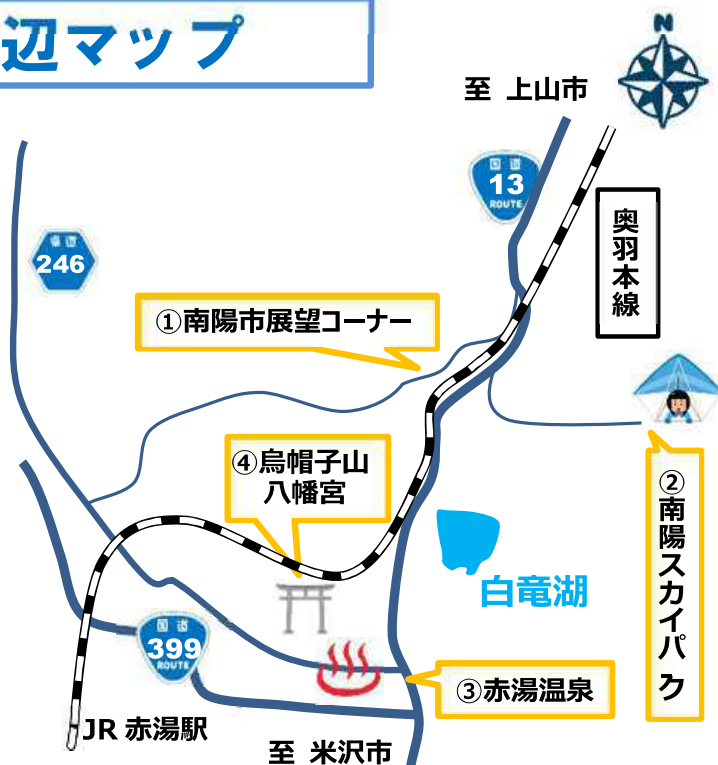 辺マップ
N
至 上山市
国道
13
ROUTE
県道
246
奥羽本線
①南陽市展望コーナー
④烏帽子山
八幡宮
②南陽スカイパク
白竜湖
国道
399
ROUTE
③赤湯温泉
JR 赤湯駅
至 米沢市